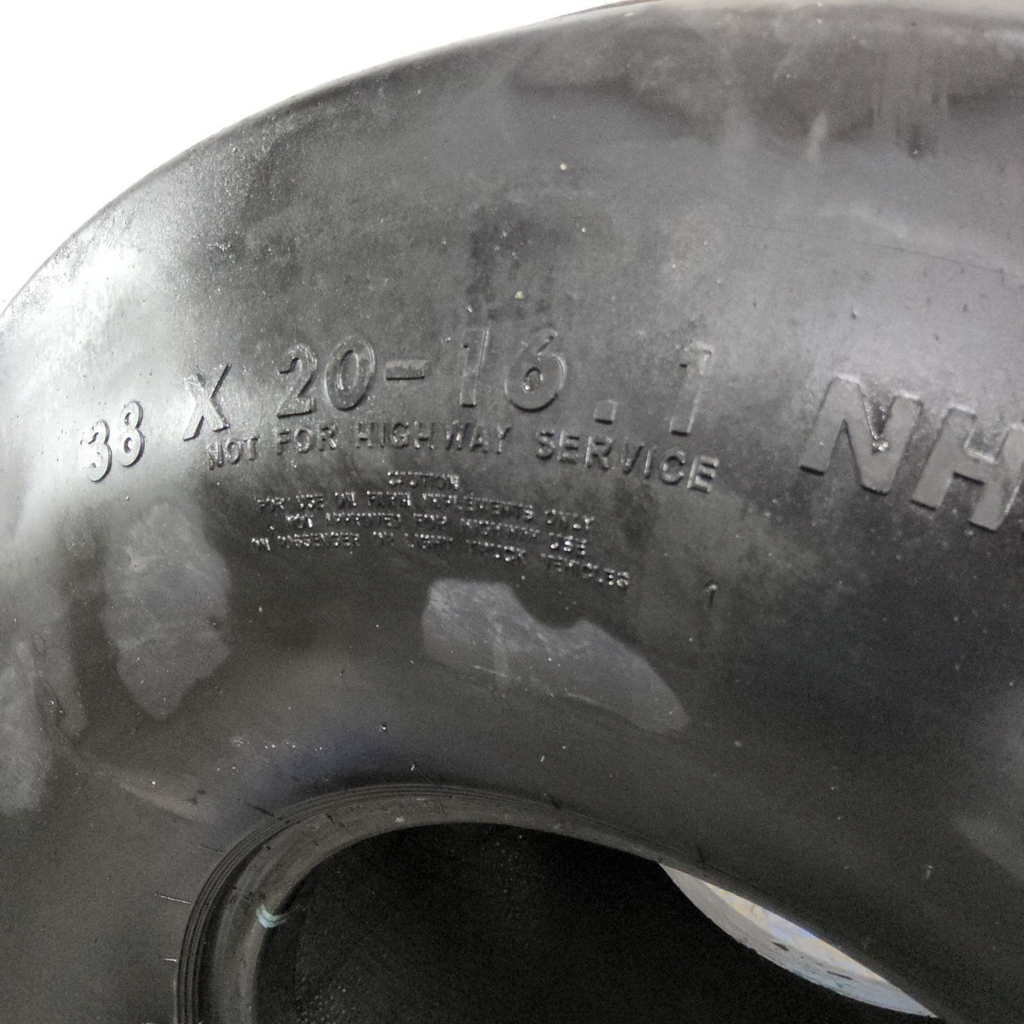 38 X 20-16.1 NH
NOT FOR HIGHWAY SERVICE
CAUTION
FOR USE ON FARM IMPLEMENTS ONLY
NOT APPROVED FOR HIGHWAY USE
ON PASSENGER OR LIGHT TRUCK VEHICLES
1